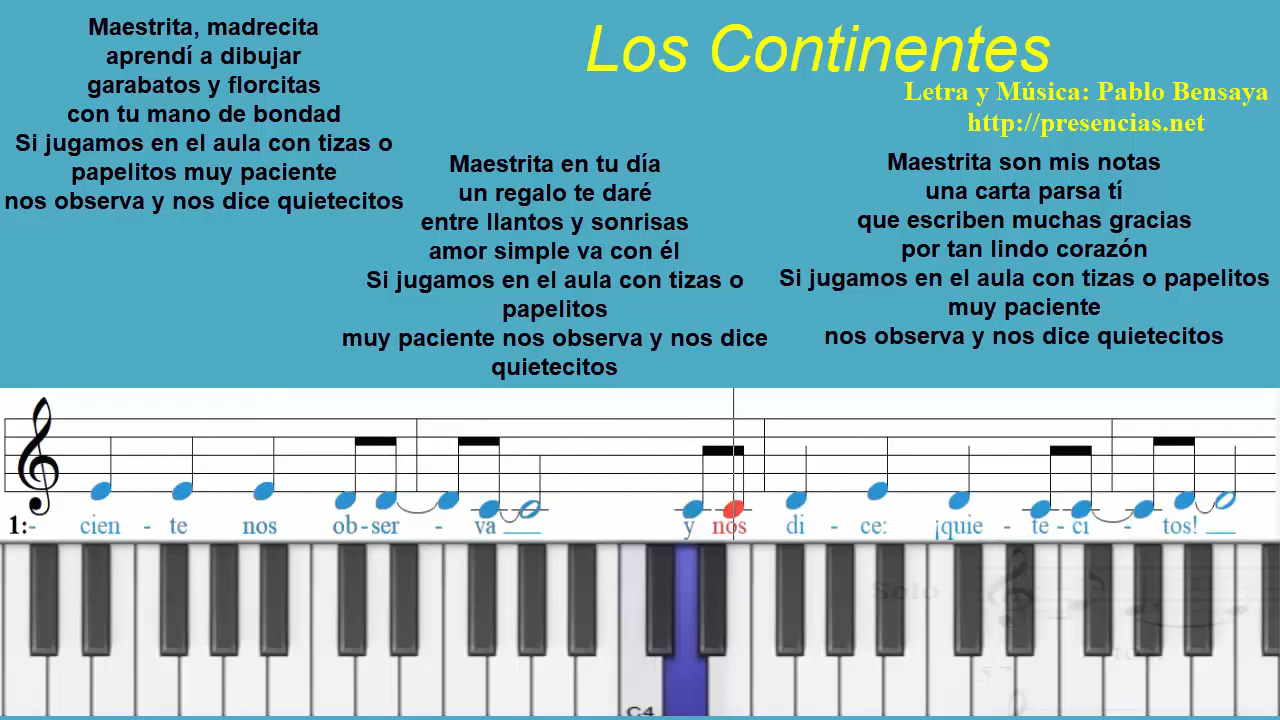 Los Continentes
Letra y Música: Pablo Bensaya
http://presencias.net
Maestrita, madrecita
aprendí a dibujar
garabatos y florcitas
con tu mano de bondad
Si jugamos en el aula con tizas o
papelitos muy paciente
nos observa y nos dice quietecitos
Maestrita en tu día
un regalo te daré
entre llantos y sonrisas
amor simple va con él
Si jugamos en el aula con tizas o
papelitos
muy paciente nos observa y nos dice
quietecitos
Maestrita son mis notas
una carta parsa tí
que escriben muchas gracias
por tan lindo corazón
Si jugamos en el aula con tizas o papelitos
muy paciente
nos observa y nos dice quietecitos
1:- cien - te nos ob-ser - va ___ y nos di - ce: ¡quie - te-ci - tos! __
Solo
C4